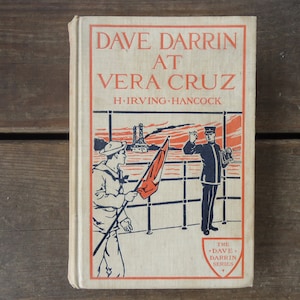 DAVE DARRIN
AT
VERA CRUZ
H·IRVING·HANCOCK
THE
·DAVE·
DARRIN
SERIES